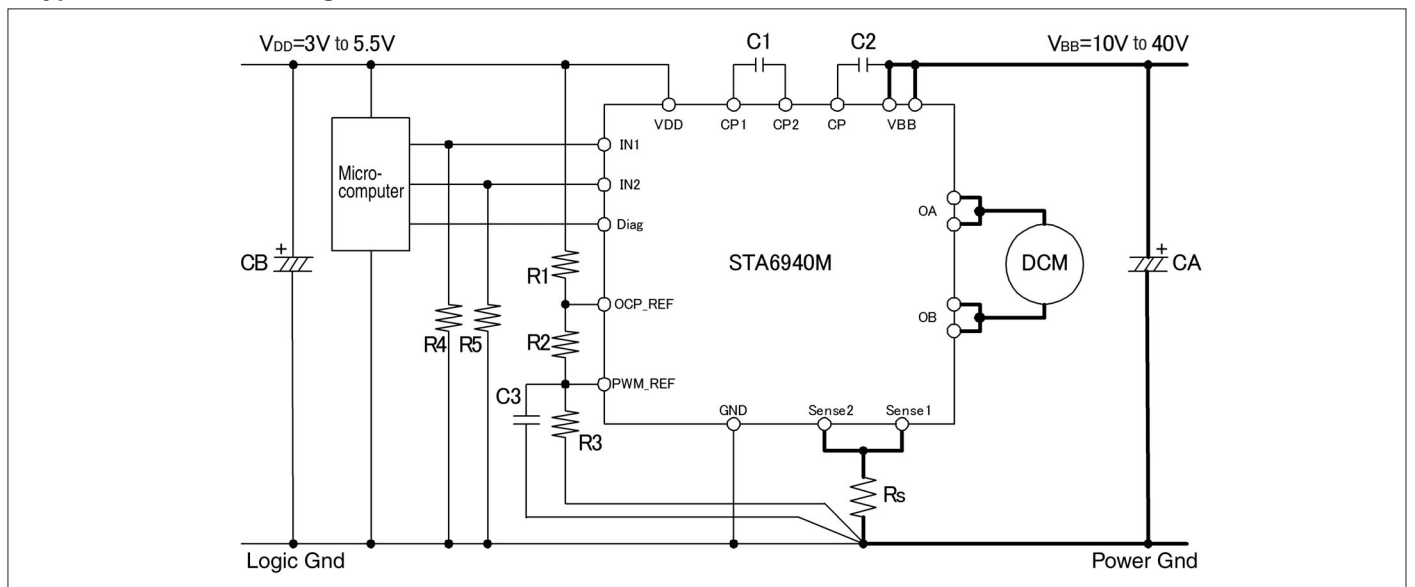 VDD=3V to 5.5V
C1
C2
VBB=10V to 40V
VDD
CP1
CP2
CP
VBB
IN1
Micro-
computer
IN2
OA
Diag
CB
+
R1
STA6940M
DCM
+
CA
OCP_REF
OB
R4
R5
R2
C3
PWM_REF
GND
Sense2
Sense1
R3
Rs
Logic Gnd
Power Gnd